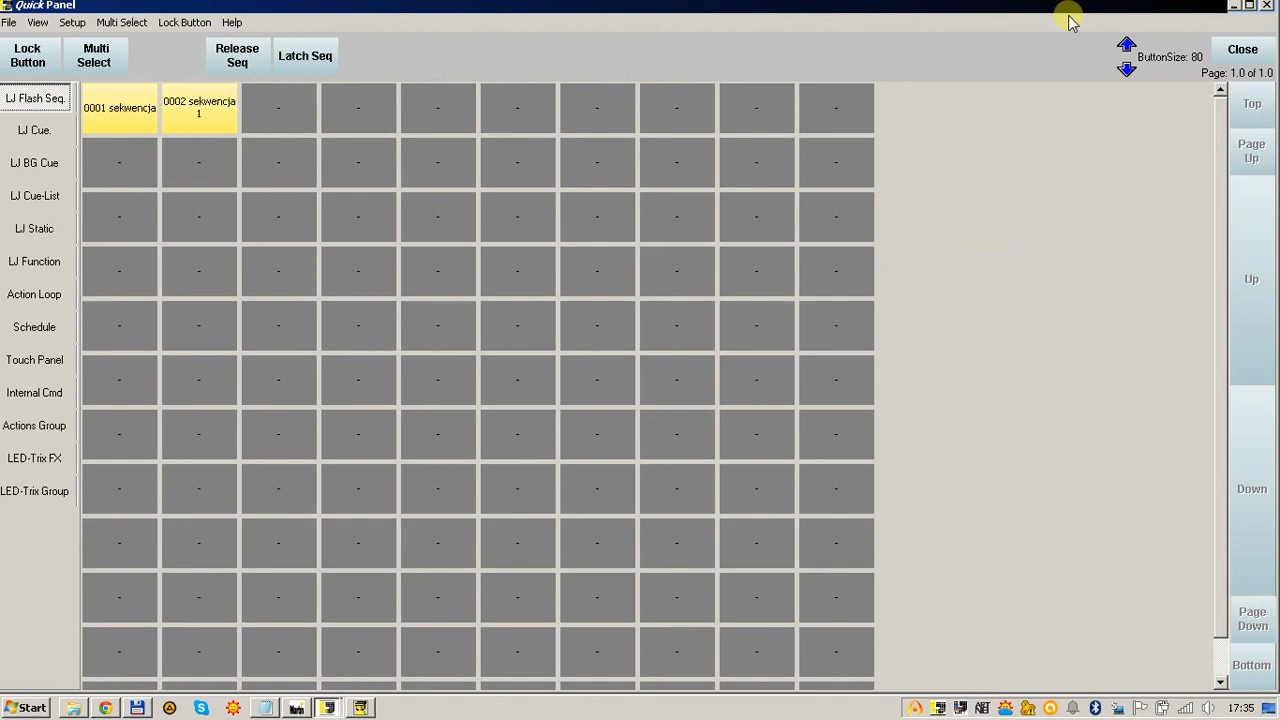 Quick Panel
File View Setup Multi Select Lock Button Help
Lock Button
Multi Select
Release Seq
Latch Seq
ButtonSize: 80
Close
Page: 1.0 of 1.0
LJ Flash Seq.
LJ Cue.
LJ BG Cue
LJ Cue-List
LJ Static
LJ Function
Action Loop
Schedule
Touch Panel
Internal Cmd
Actions Group
LED-Trix FX
LED-Trix Group
0001 sekwencja
0002 sekwencja
1
- - - - - - - -
- - - - - - - - - -
- - - - - - - - - -
- - - - - - - - - -
- - - - - - - - - -
- - - - - - - - - -
- - - - - - - - - -
- - - - - - - - - -
- - - - - - - - - -
- - - - - - - - - -
- - - - - - - - - -
Top
Page Up
Up
Down
Page Down
Bottom
Start
17:35